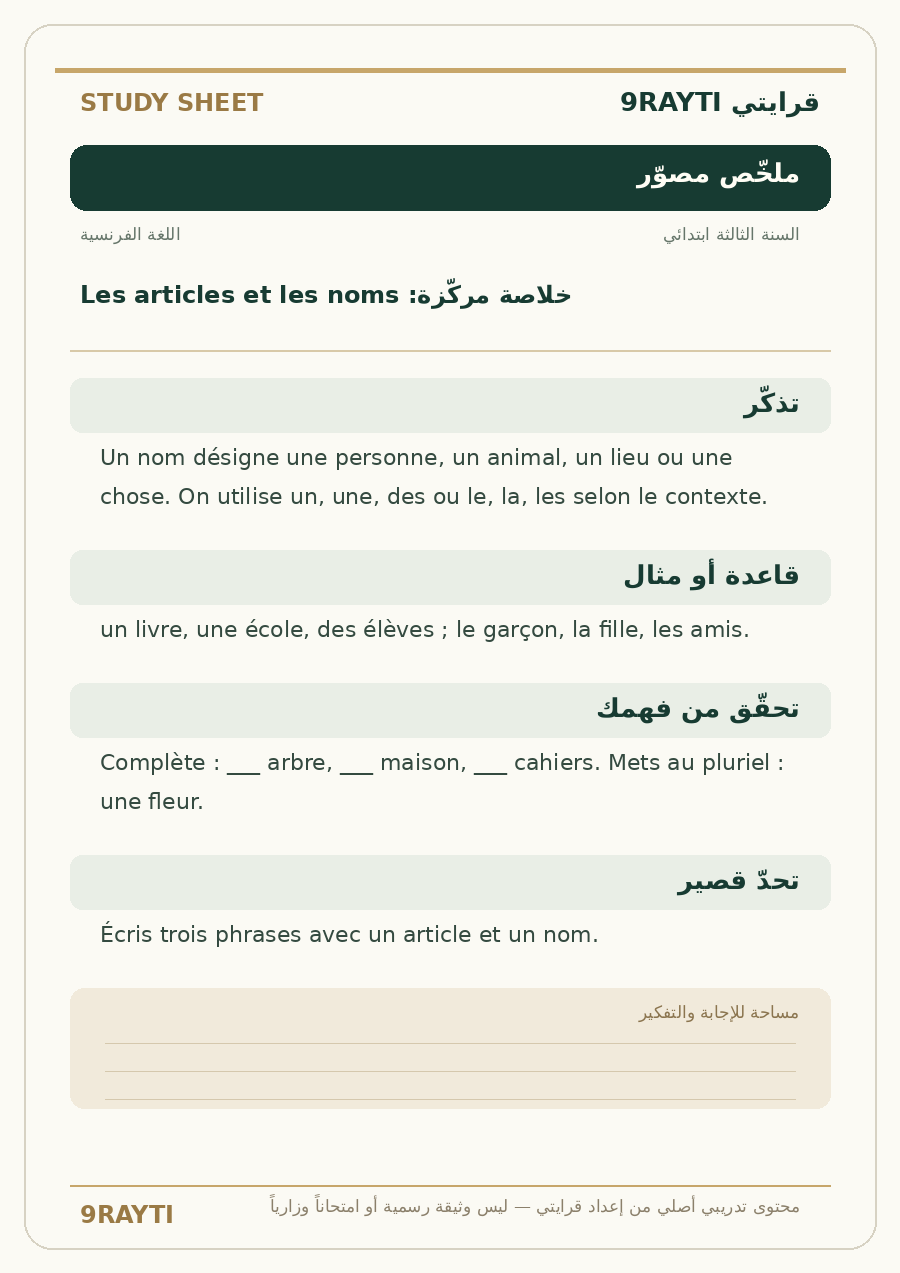 STUDY SHEET
قرايتي 9RAYTI
ملخّص مصوّر
السنة الثالثة ابتدائي
اللغة الفرنسية
خلاصة مركّزة: Les articles et les noms
تذكّر
Un nom désigne une personne, un animal, un lieu ou une
chose. On utilise un, une, des ou le, la, les selon le contexte.
قاعدة أو مثال
un livre, une école, des élèves ; le garçon, la fille, les amis.
تحقّق من فهمك
Complète : ___ arbre, ___ maison, ___ cahiers. Mets au pluriel :
une fleur.
تحدّ قصير
Écris trois phrases avec un article et un nom.
مساحة للإجابة والتفكير
محتوى تدريبي أصلي من إعداد قرايتي — ليس وثيقة رسمية أو امتحاناً وزارياً
9RAYTI